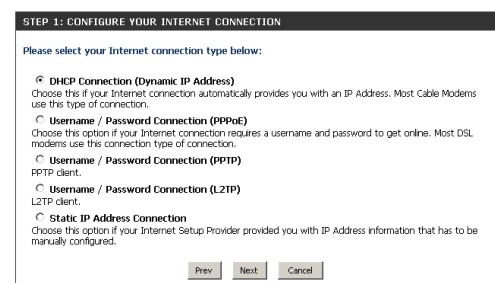 STEP 1: CONFIGURE YOUR INTERNET CONNECTION
Please select your Internet connection type below:
DHCP Connection (Dynamic IP Address)
Choose this if your Internet connection automatically provides you with an IP Address. Most Cable Modems
use this type of connection.
Username / Password Connection (PPPoE)
Choose this option if your Internet connection requires a username and password to get online. Most DSL
modems use this connection type of connection.
Username / Password Connection (PPTP)
PPTP client.
Username / Password Connection (L2TP)
L2TP client.
Static IP Address Connection
Choose this option if your Internet Setup Provider provided you with IP Address information that has to be
manually configured.
Prev Next Cancel